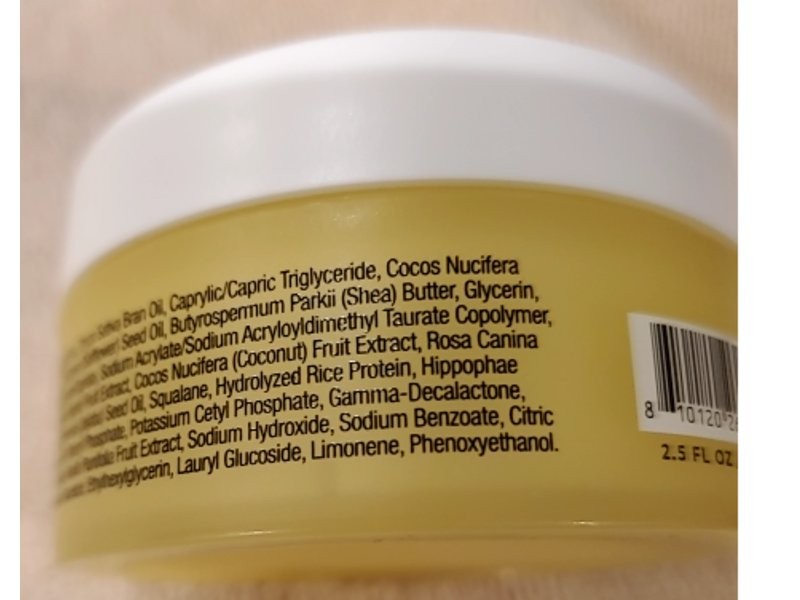 Bran Oil, Caprylic/Capric Triglyceride, Cocos Nucifera
Seed Oil, Butyrospermum Parkii (Shea) Butter, Glycerin,
Sodium Acrylate/Sodium Acryloyldimethyl Taurate Copolymer,
Fruit Extract, Cocos Nucifera (Coconut) Fruit Extract, Rosa Canina
Seed Oil, Squalane, Hydrolyzed Rice Protein, Hippophae
Phosphate, Potassium Cetyl Phosphate, Gamma-Decalactone,
Fruit Extract, Sodium Hydroxide, Sodium Benzoate, Citric
Ethylhexylglycerin, Lauryl Glucoside, Limonene, Phenoxyethanol.
8 10120
2.5 FL OZ